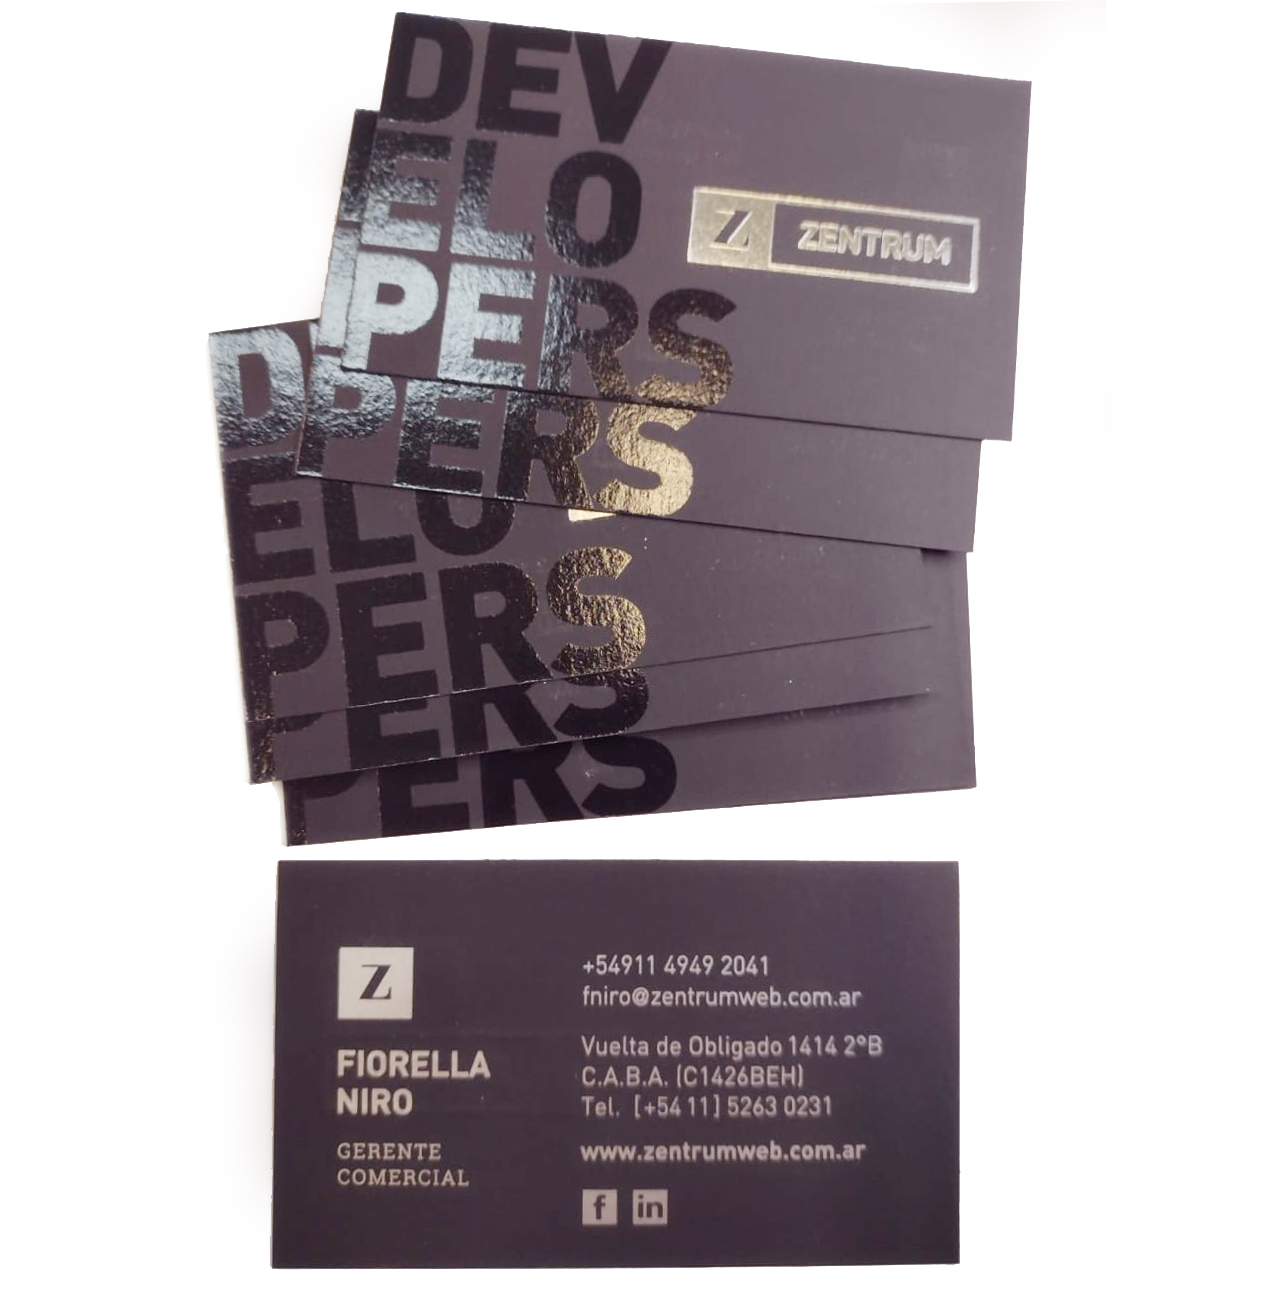 DEV
ELO
PERS
Z ZENTRUM
PERS
D
ELO
PERS
PERS
PERS
Z
FIORELLA
NIRO
GERENTE
COMERCIAL
+54911 4949 2041
fniro@zentrumweb.com.ar
Vuelta de Obligado 1414 2°B
C.A.B.A. (C1426BEH)
Tel. [+54 11] 5263 0231
www.zentrumweb.com.ar
f in